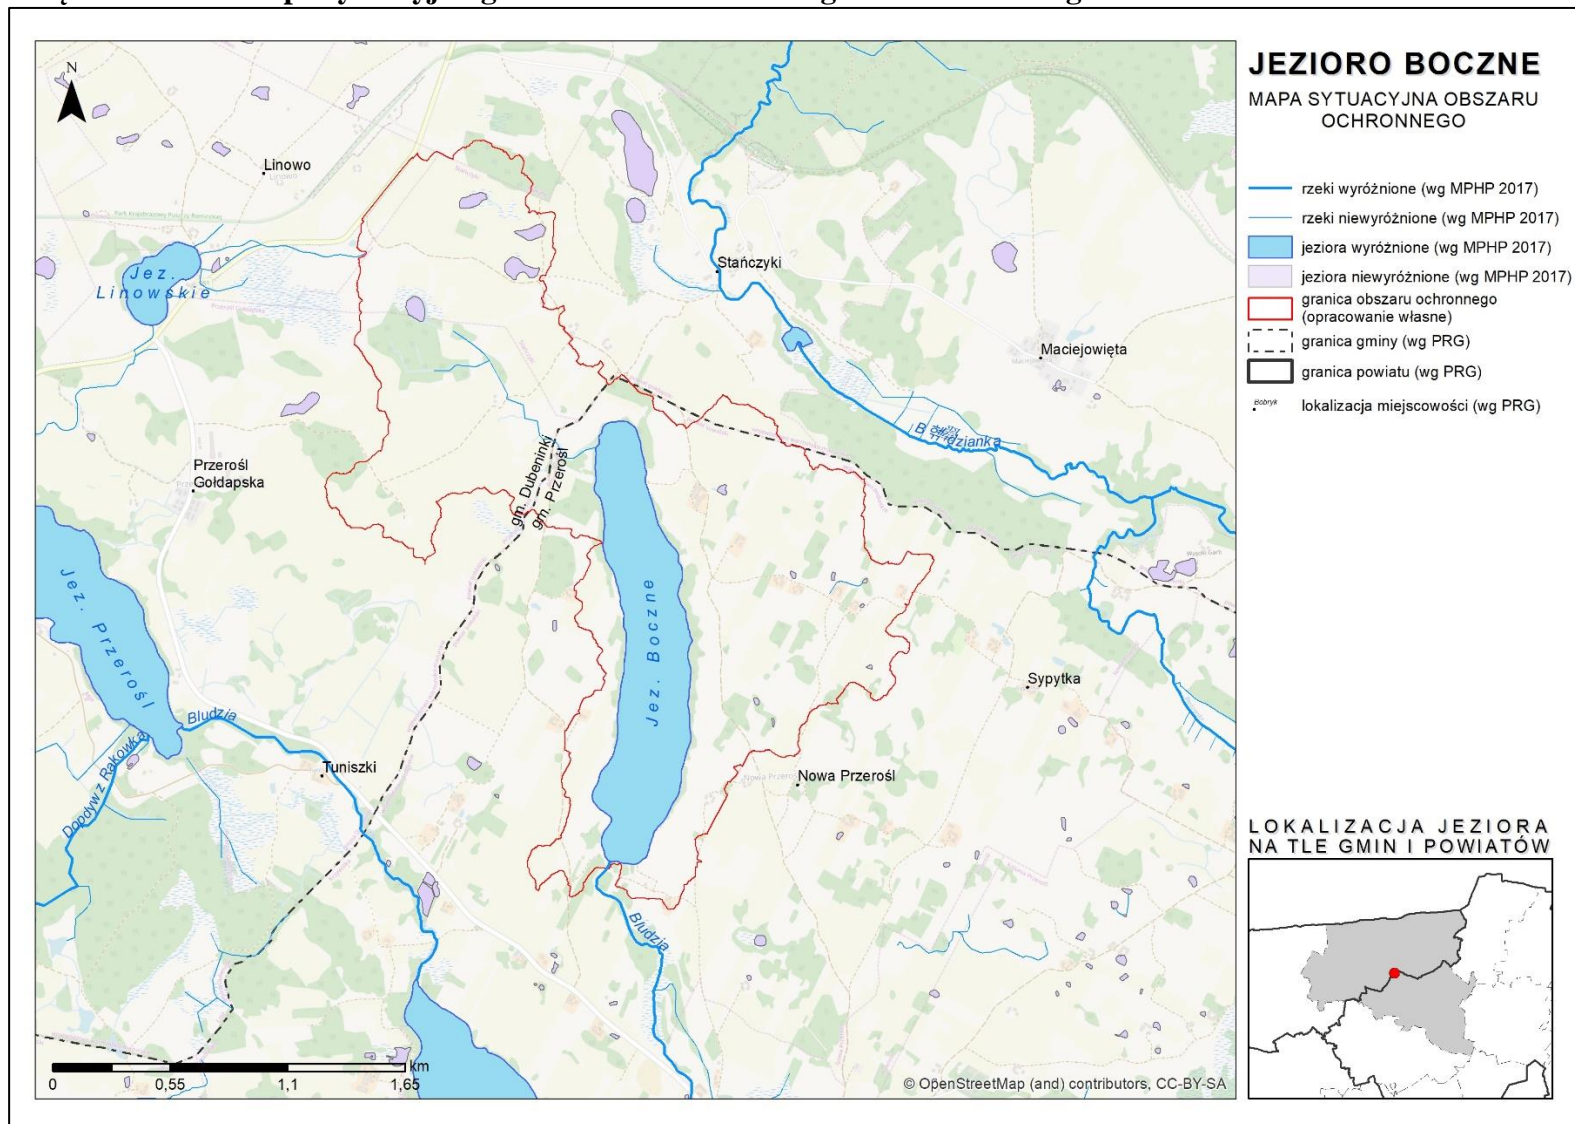 N
Linowo
Jez.
Linowskie
Stańczyki
Maciejowięta
Przerośl
Gołdapska
gm. Dubeninki
gm. Przerośl
Jez. Przerośl
Jez. Boczne
Bludzia
Dopływ z Rakówka
Tuniszki
Sypytka
Nowa Przerośl
Nowa Przerośl
Bludzia
km
0 0,55 1,1 1,65
© OpenStreetMap (and) contributors, CC-BY-SA
JEZIORO BOCZNE
MAPA SYTUACYJNA OBSZARU
OCHRONNEGO
rzeki wyróżnione (wg MPHP 2017)
rzeki niewyróżnione (wg MPHP 2017)
jeziora wyróżnione (wg MPHP 2017)
jeziora niewyróżnione (wg MPHP 2017)
granica obszaru ochronnego
(opracowanie własne)
granica gminy (wg PRG)
granica powiatu (wg PRG)
Bobryk
lokalizacja miejscowości (wg PRG)
LOKALIZACJA JEZIORA
NA TLE GMIN I POWIATÓW